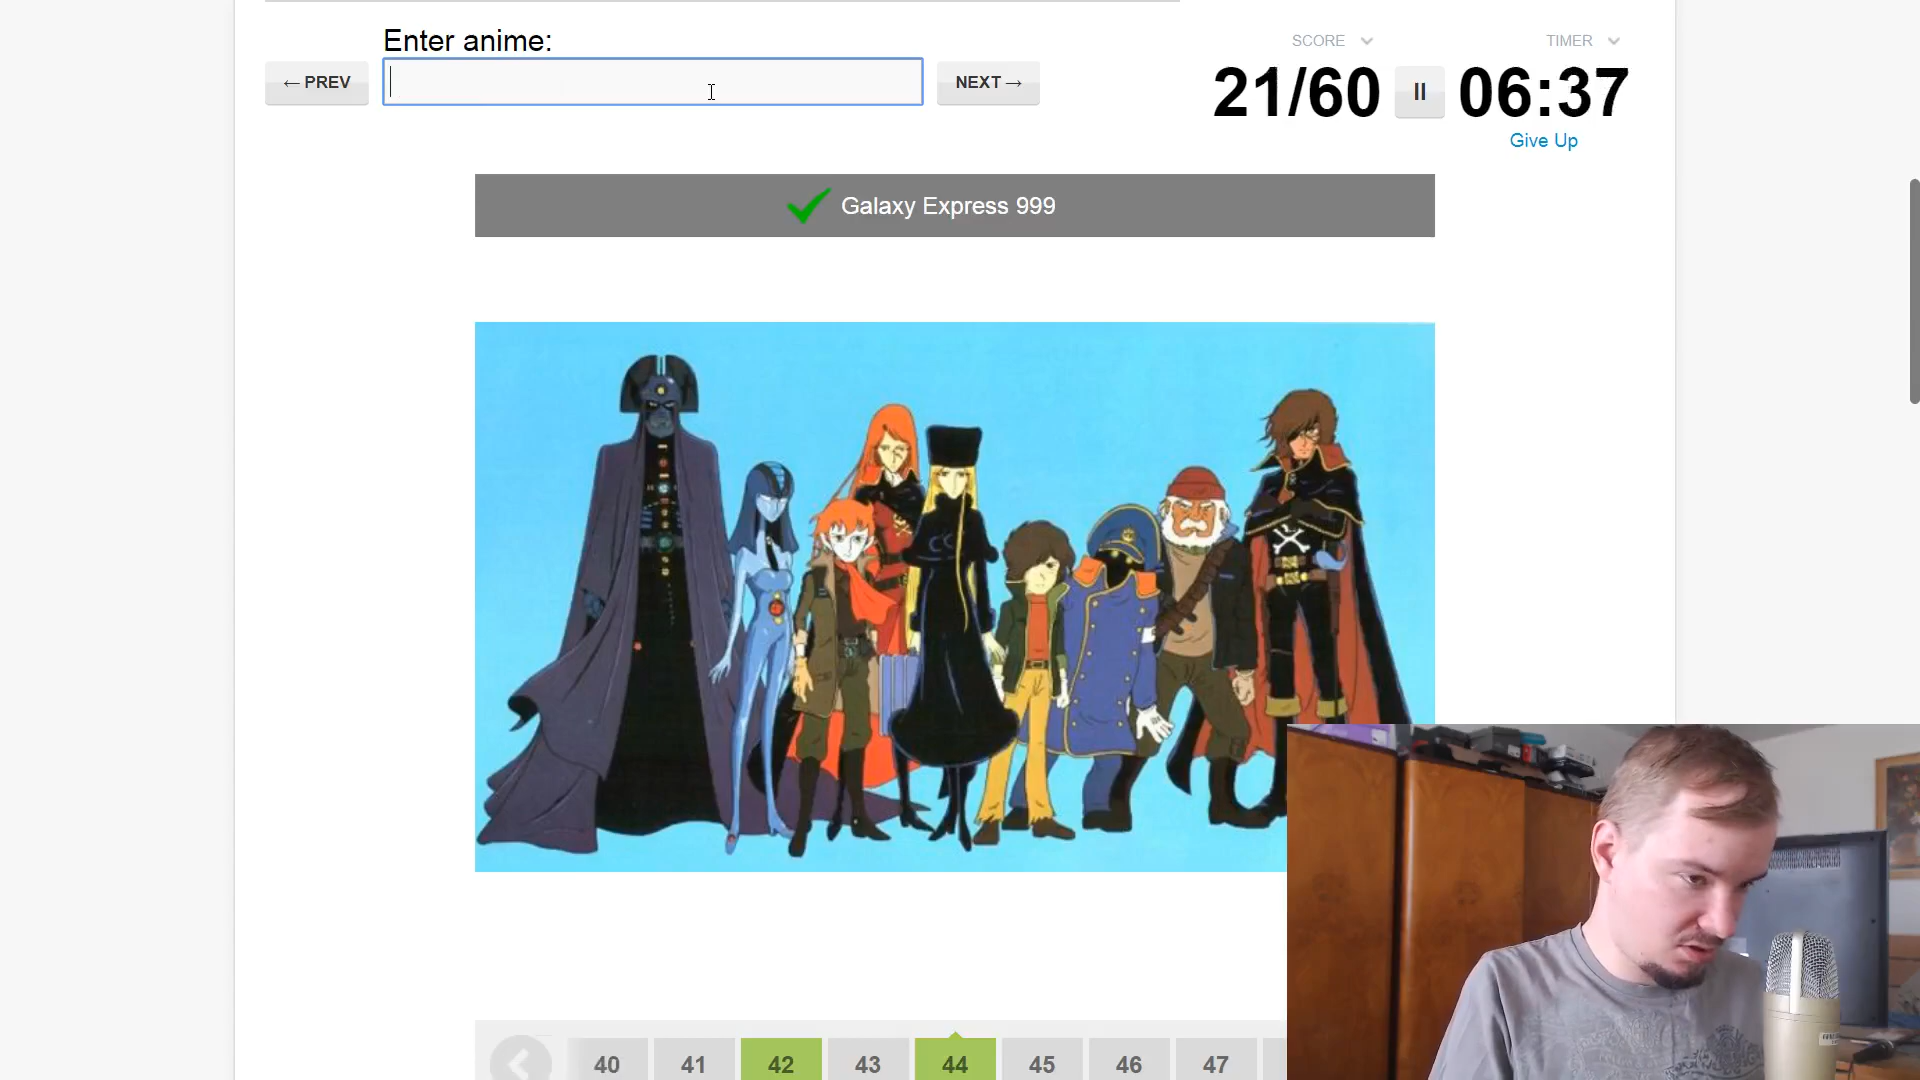 Enter anime:
← PREV
NEXT →
SCORE
21/60
TIMER
06:37
Give Up
Galaxy Express 999
40
41
42
43
44
45
46
47